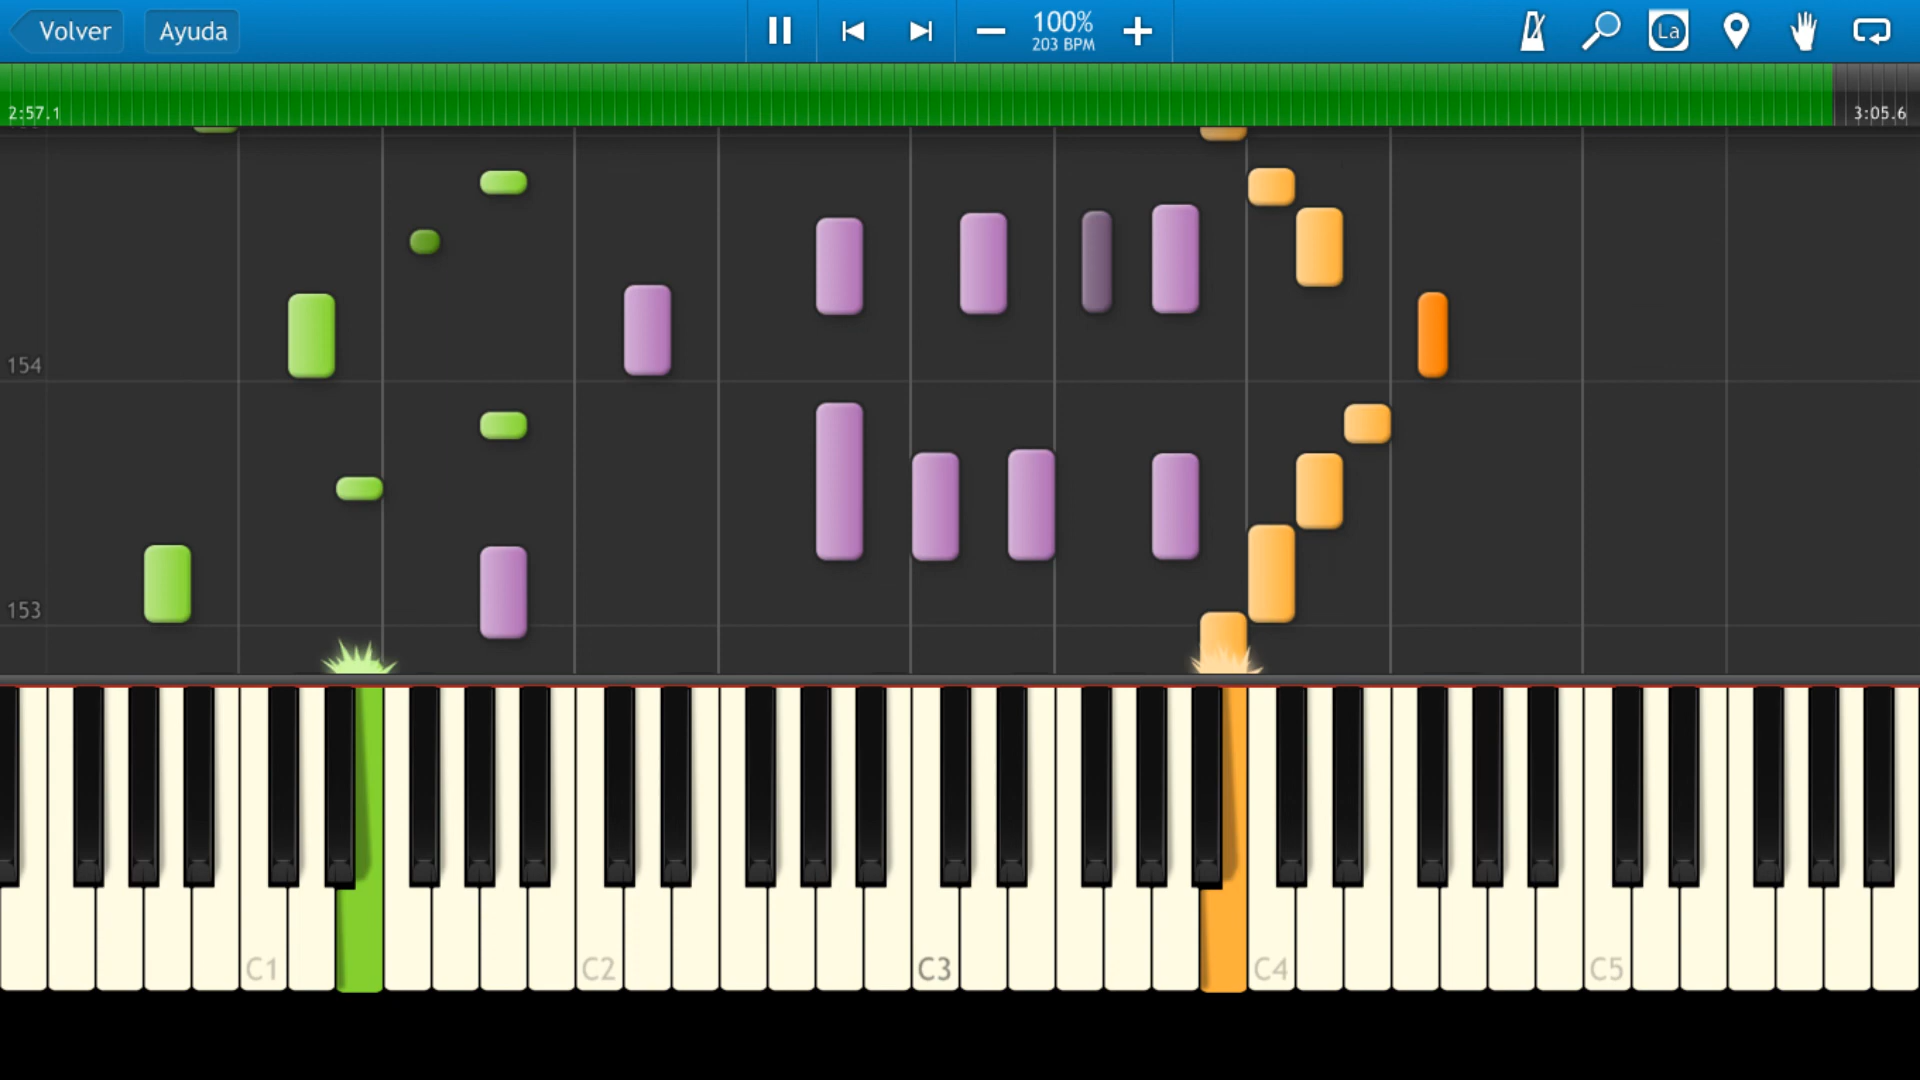 Volver
Ayuda
100%
203 BPM
La
2:57.1
3:05.6
154
153
C1
C2
C3
C4
C5